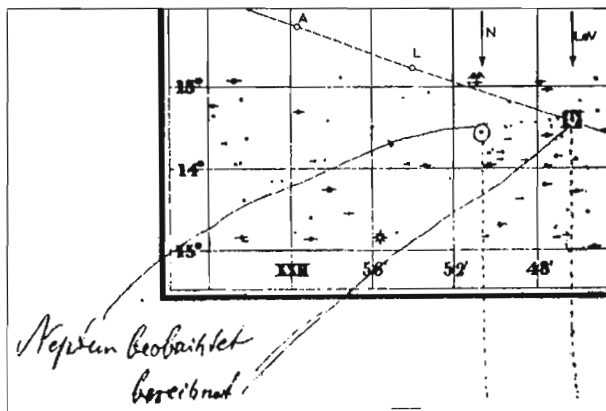 A
N
LeV
L
13°
14°
15°
XXII 56' 52' 48'
Neptun beobachtet
berechnet